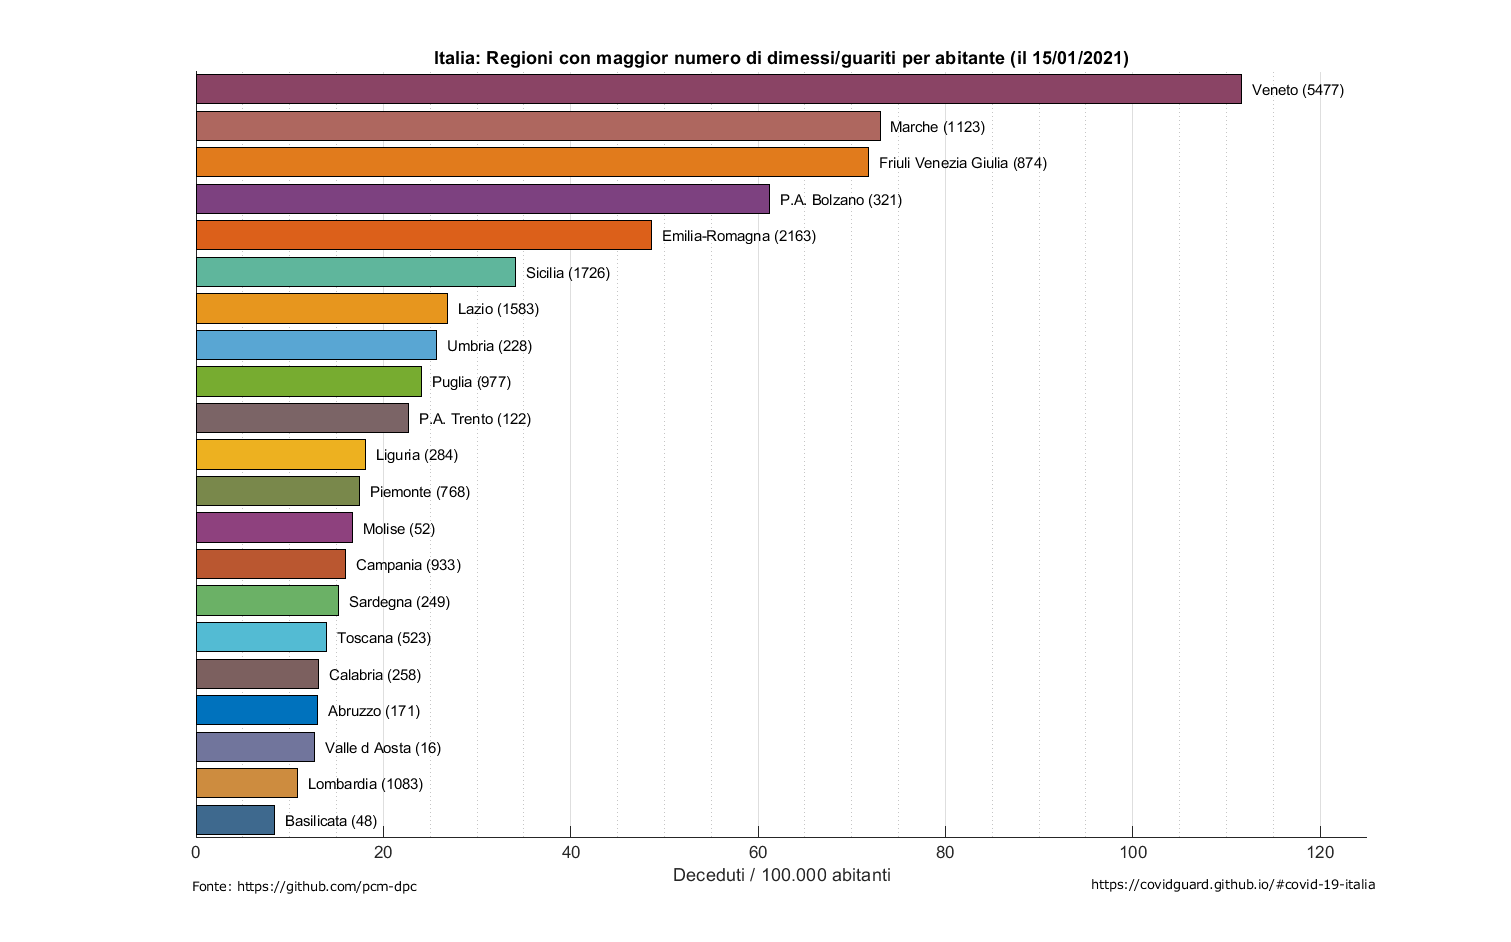 Italia: Regioni con maggior numero di dimessi/guariti per abitante (il 15/01/2021)
Veneto (5477)
Marche (1123)
Friuli Venezia Giulia (874)
P.A. Bolzano (321)
Emilia-Romagna (2163)
Sicilia (1726)
Lazio (1583)
Umbria (228)
Puglia (977)
P.A. Trento (122)
Liguria (284)
Piemonte (768)
Molise (52)
Campania (933)
Sardegna (249)
Toscana (523)
Calabria (258)
Abruzzo (171)
Valle d Aosta (16)
Lombardia (1083)
Basilicata (48)
0 20 40 60 80 100 120
Deceduti / 100.000 abitanti
Fonte: https://github.com/pcm-dpc
https://covidguard.github.io/#covid-19-italia